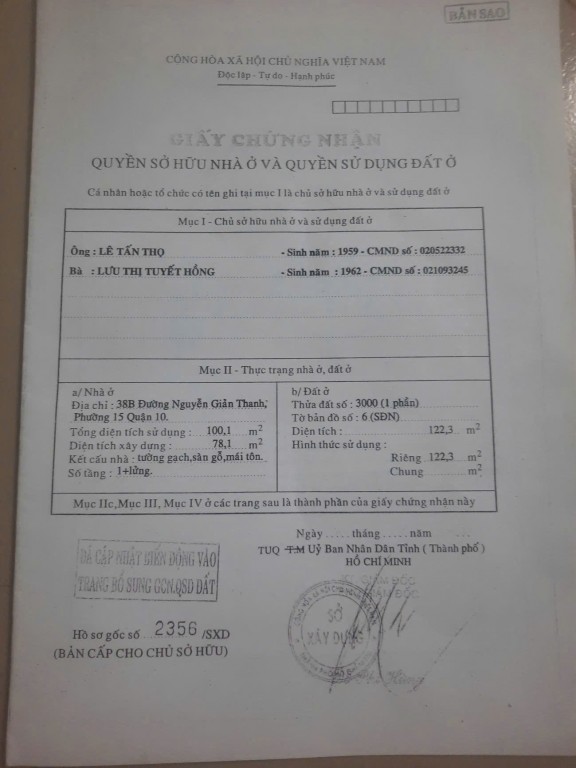 BẢN SAO
CỘNG HÒA XÃ HỘI CHỦ NGHĨA VIỆT NAM
Độc lập - Tự do - Hạnh phúc
GIẤY CHỨNG NHẬN
QUYỀN SỞ HỮU NHÀ Ở VÀ QUYỀN SỬ DỤNG ĐẤT Ở
Cá nhân hoặc tổ chức có tên ghi tại mục I là chủ sở hữu nhà ở và sử dụng đất ở
Mục I - Chủ sở hữu nhà ở và sử dụng đất ở
Ông : LÊ TẤN THỌ - Sinh năm : 1959 - CMND số : 020522332
Bà : LƯU THỊ TUYẾT HỒNG - Sinh năm : 1962 - CMND số : 021093245
Mục II - Thực trạng nhà ở, đất ở
a/ Nhà ở
Địa chỉ : 38B Đường Nguyễn Giản Thanh,
Phường 15 Quận 10.
Tổng diện tích sử dụng : 100,1 m²
Diện tích xây dựng : 78,1 m²
Kết cấu nhà : tường gạch,sàn gỗ,mái tôn.
Số tầng : 1+lửng.
b/ Đất ở
Thửa đất số : 3000 (1 phần)
Tờ bản đồ số : 6 (SĐN)
Diện tích : 122,3 m²
Hình thức sử dụng :
Riêng 122,3 m²
Chung m²
Mục IIc,Mục III, Mục IV ở các trang sau là thành phần của giấy chứng nhận này
ĐÃ CẬP NHẬT BIẾN ĐỘNG VÀO
TRANG BỔ SUNG GCN.QSD ĐẤT
Hồ sơ gốc số 2356 /SXD
(BẢN CẤP CHO CHỦ SỞ HỮU)
Ngày ..... tháng ..... năm
TUQ T.M Uỷ Ban Nhân Dân Tỉnh ( Thành phố )
HỒ CHÍ MINH
GIÁM ĐỐC
SỞ
XÂY DỰNG